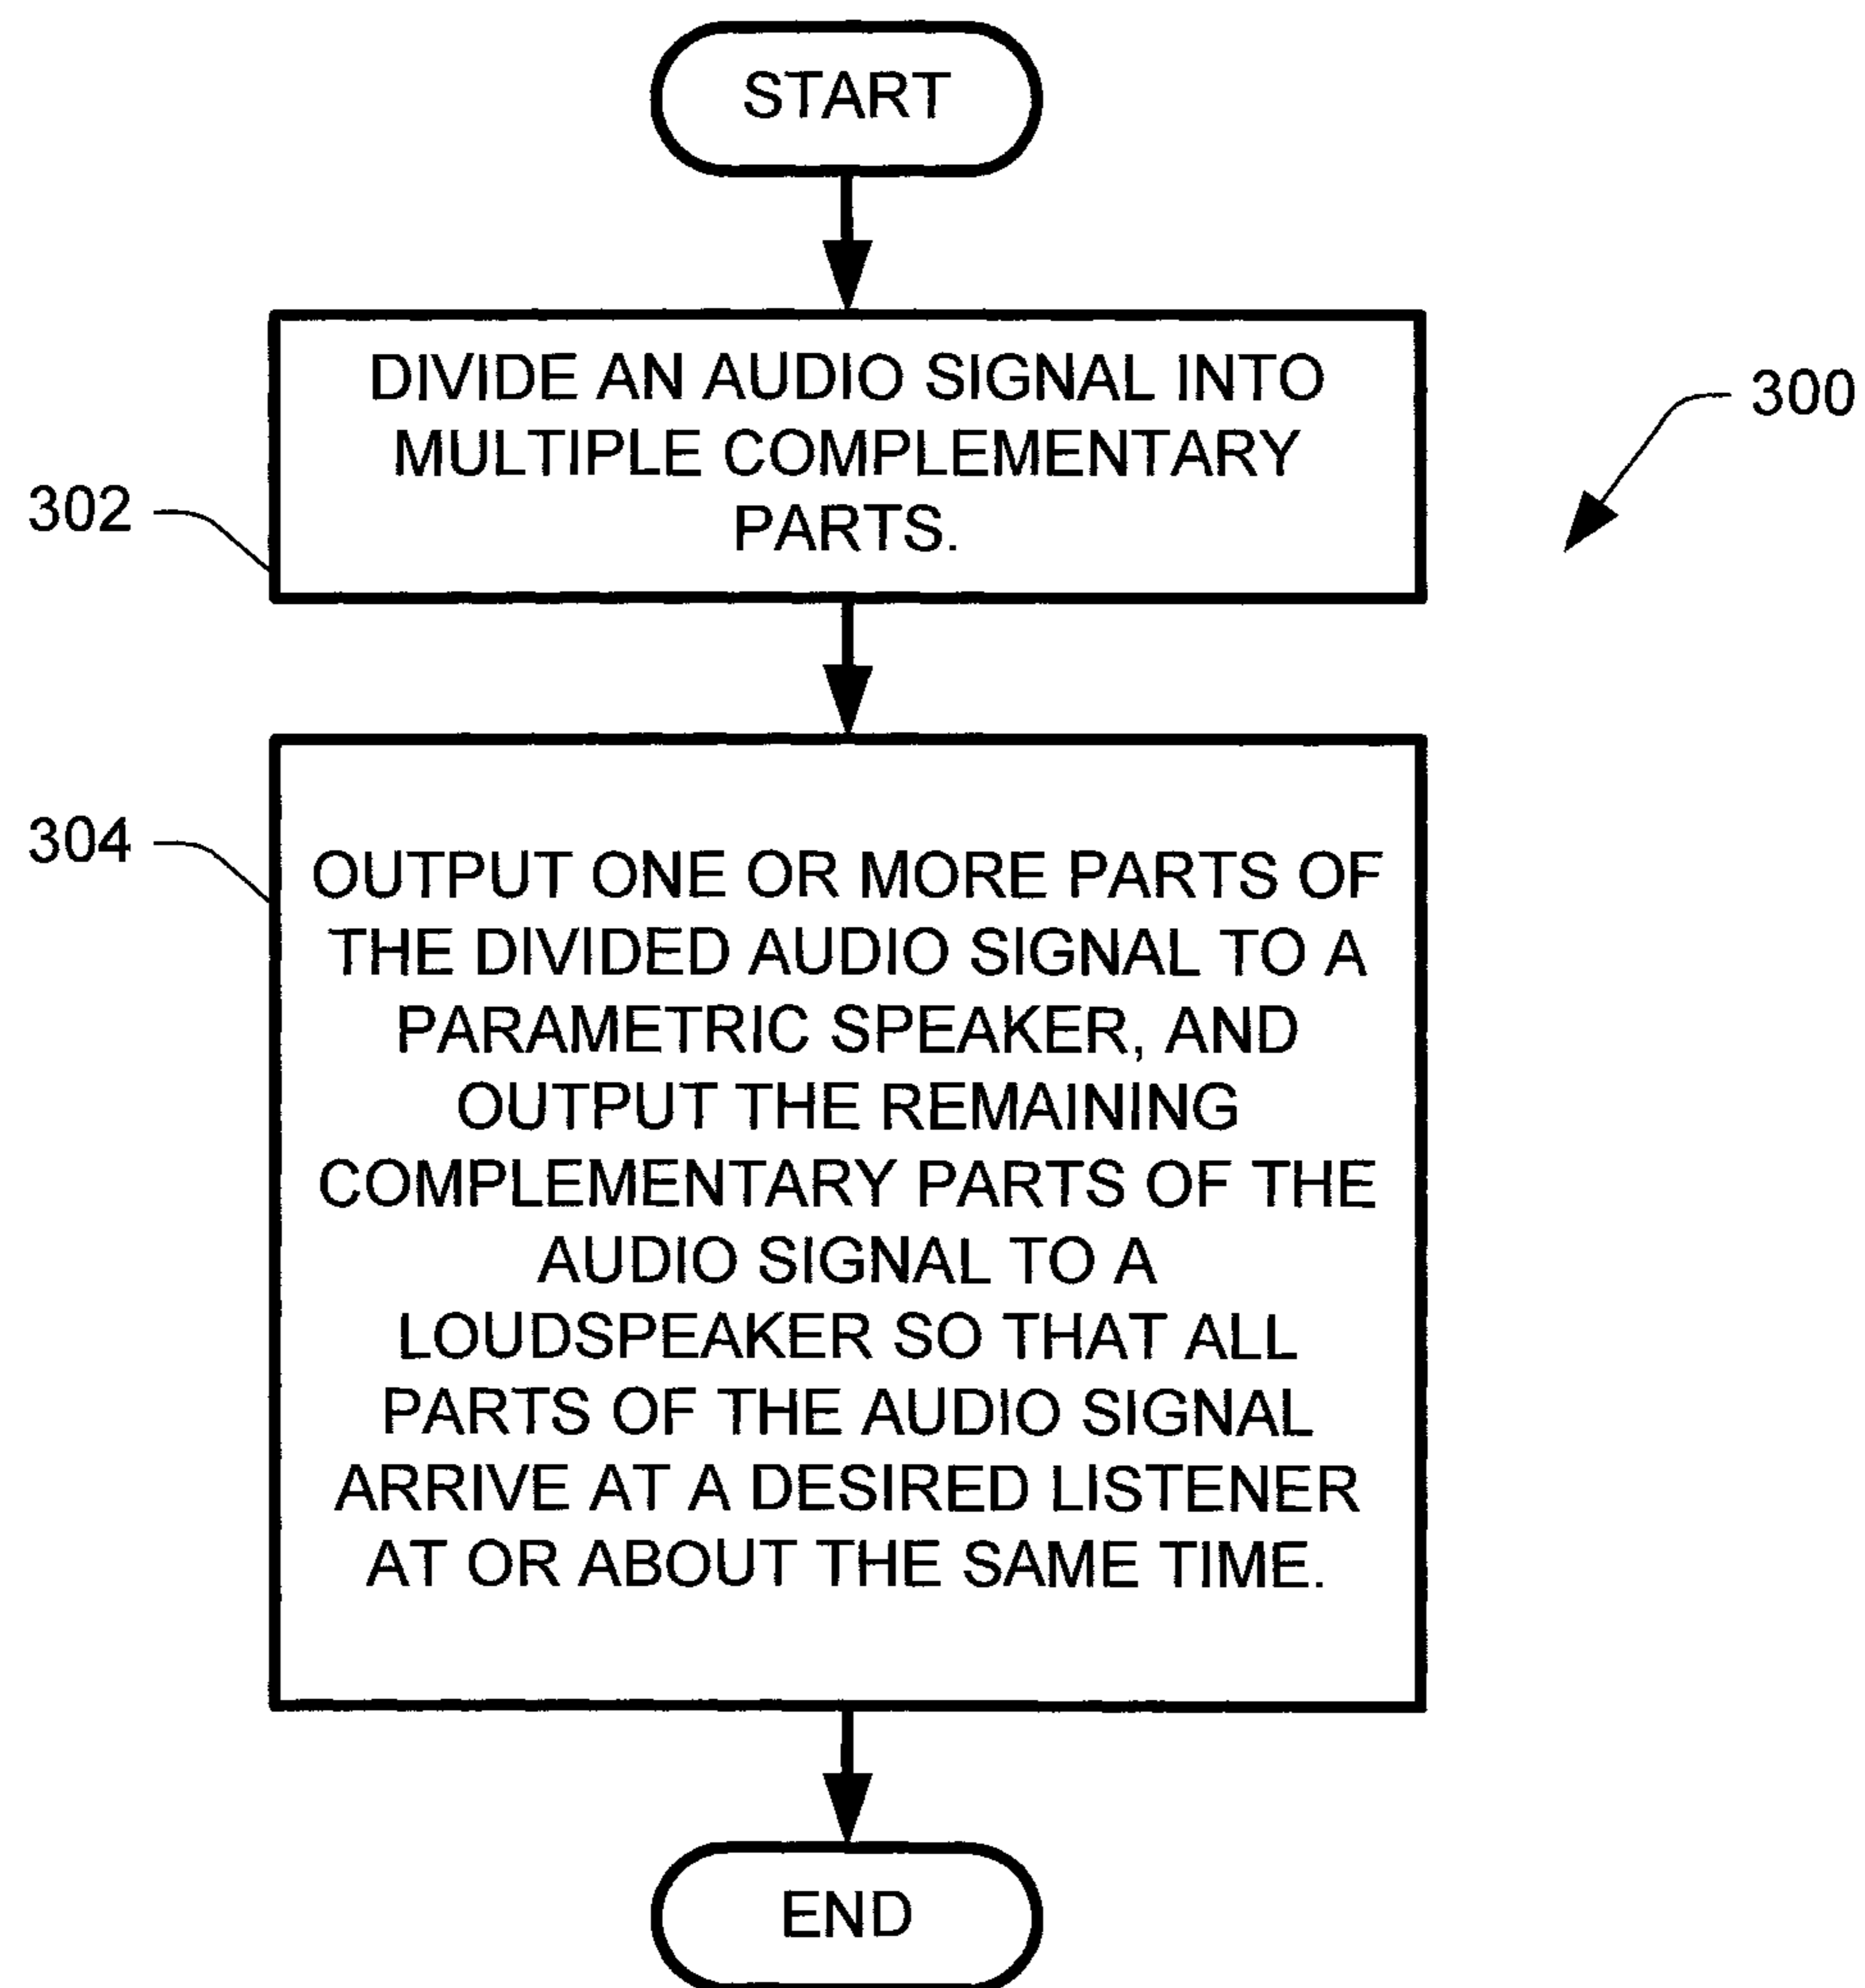 START
DIVIDE AN AUDIO SIGNAL INTO
MULTIPLE COMPLEMENTARY
PARTS.
300
302
304
OUTPUT ONE OR MORE PARTS OF
THE DIVIDED AUDIO SIGNAL TO A
PARAMETRIC SPEAKER, AND
OUTPUT THE REMAINING
COMPLEMENTARY PARTS OF THE
AUDIO SIGNAL TO A
LOUDSPEAKER SO THAT ALL
PARTS OF THE AUDIO SIGNAL
ARRIVE AT A DESIRED LISTENER
AT OR ABOUT THE SAME TIME.
END